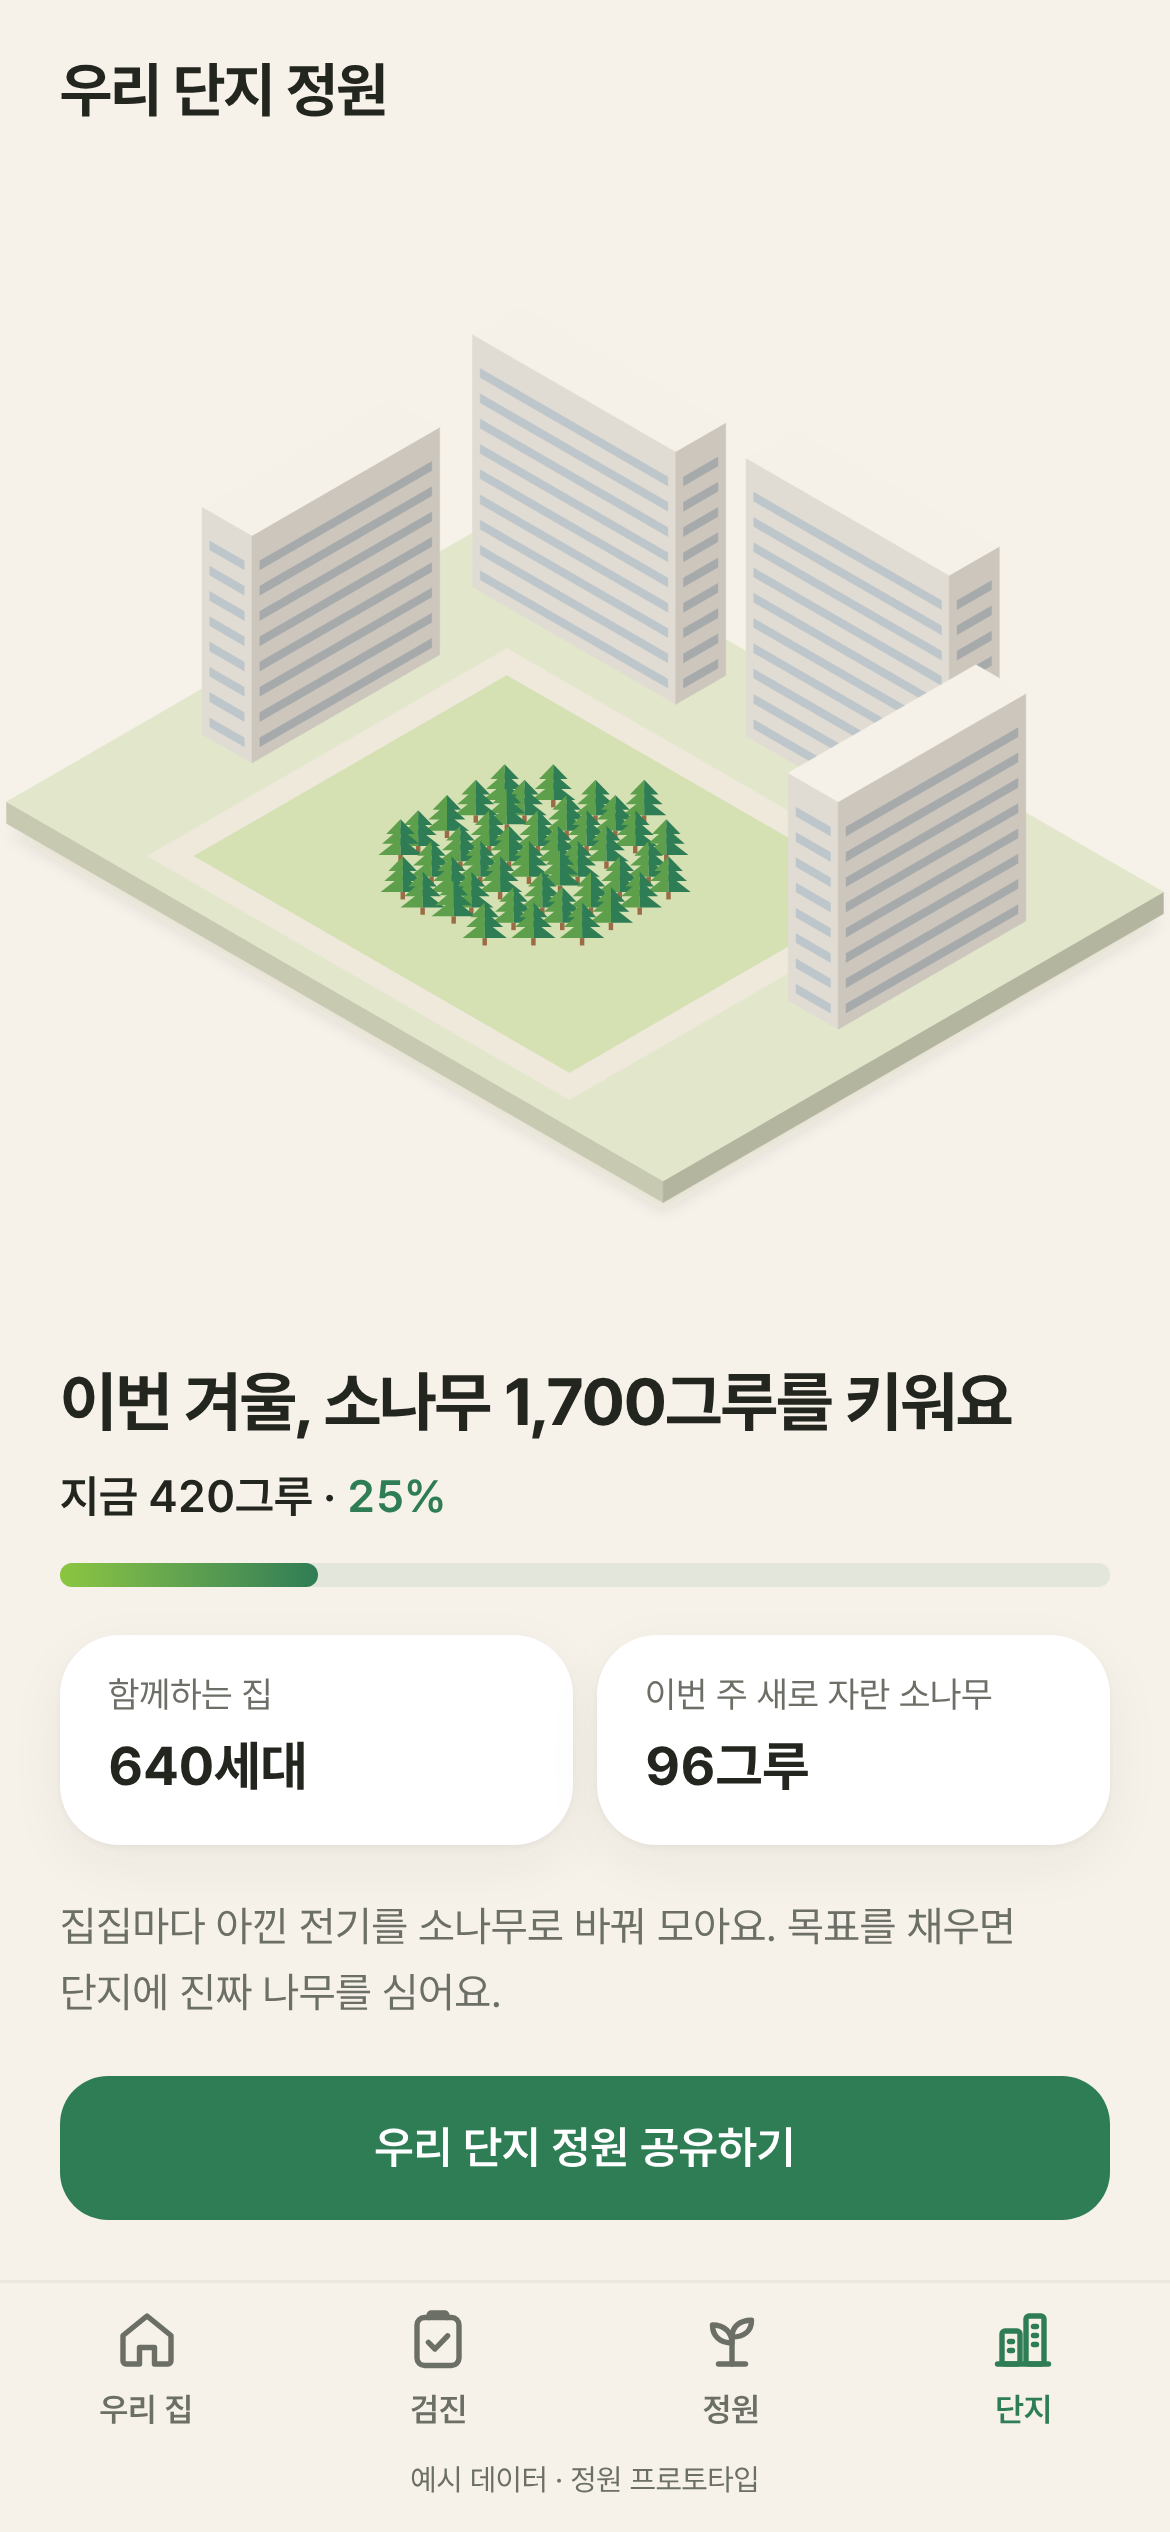 우리 단지 정원
이번 겨울, 소나무 1,700그루를 키워요
지금 420그루 · 25%
함께하는 집
640세대
이번 주 새로 자란 소나무
96그루
집집마다 아낀 전기를 소나무로 바꿔 모아요. 목표를 채우면
단지에 진짜 나무를 심어요.
우리 단지 정원 공유하기
우리 집
검진
정원
단지
예시 데이터 · 정원 프로토타입